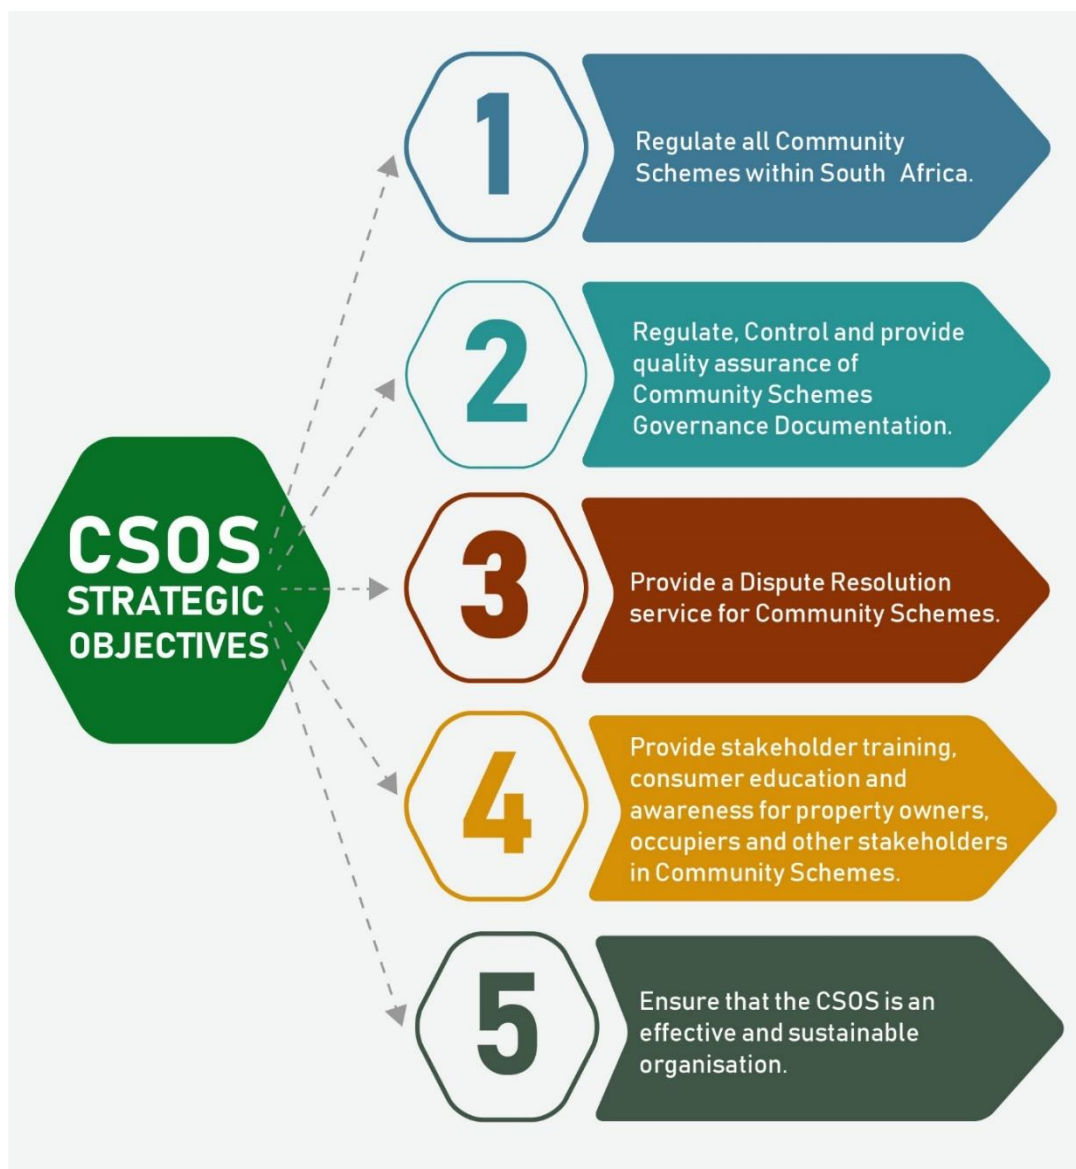 CSOS
STRATEGIC
OBJECTIVES
1
Regulate all Community
Schemes within South Africa.
2
Regulate, Control and provide
quality assurance of
Community Schemes
Governance Documentation.
3
Provide a Dispute Resolution
service for Community Schemes.
4
Provide stakeholder training,
consumer education and
awareness for property owners,
occupiers and other stakeholders
in Community Schemes.
5
Ensure that the CSOS is an
effective and sustainable
organisation.